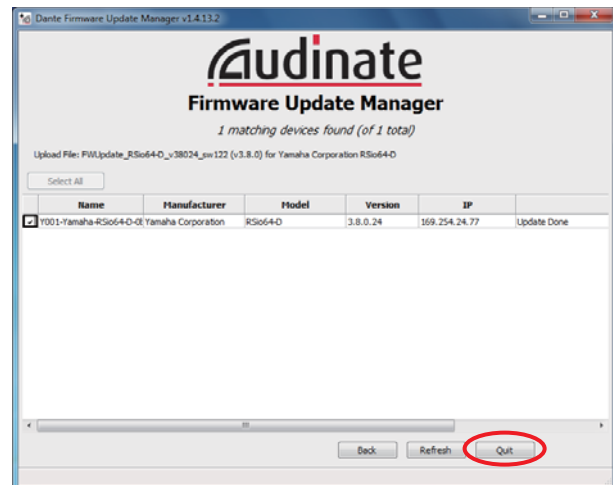 Dante Firmware Update Manager v1.4.13.2
Audinate
Firmware Update Manager
1 matching devices found (of 1 total)
Upload File: FWUpdate_RSio64-D_v38024_sw122 (v3.8.0) for Yamaha Corporation RSio64-D
Select All
Name Manufacturer Model Version IP
Y001-Yamaha-RSio64-D-0 Yamaha Corporation RSio64-D 3.8.0.24 169.254.24.77 Update Done
Back Refresh Quit